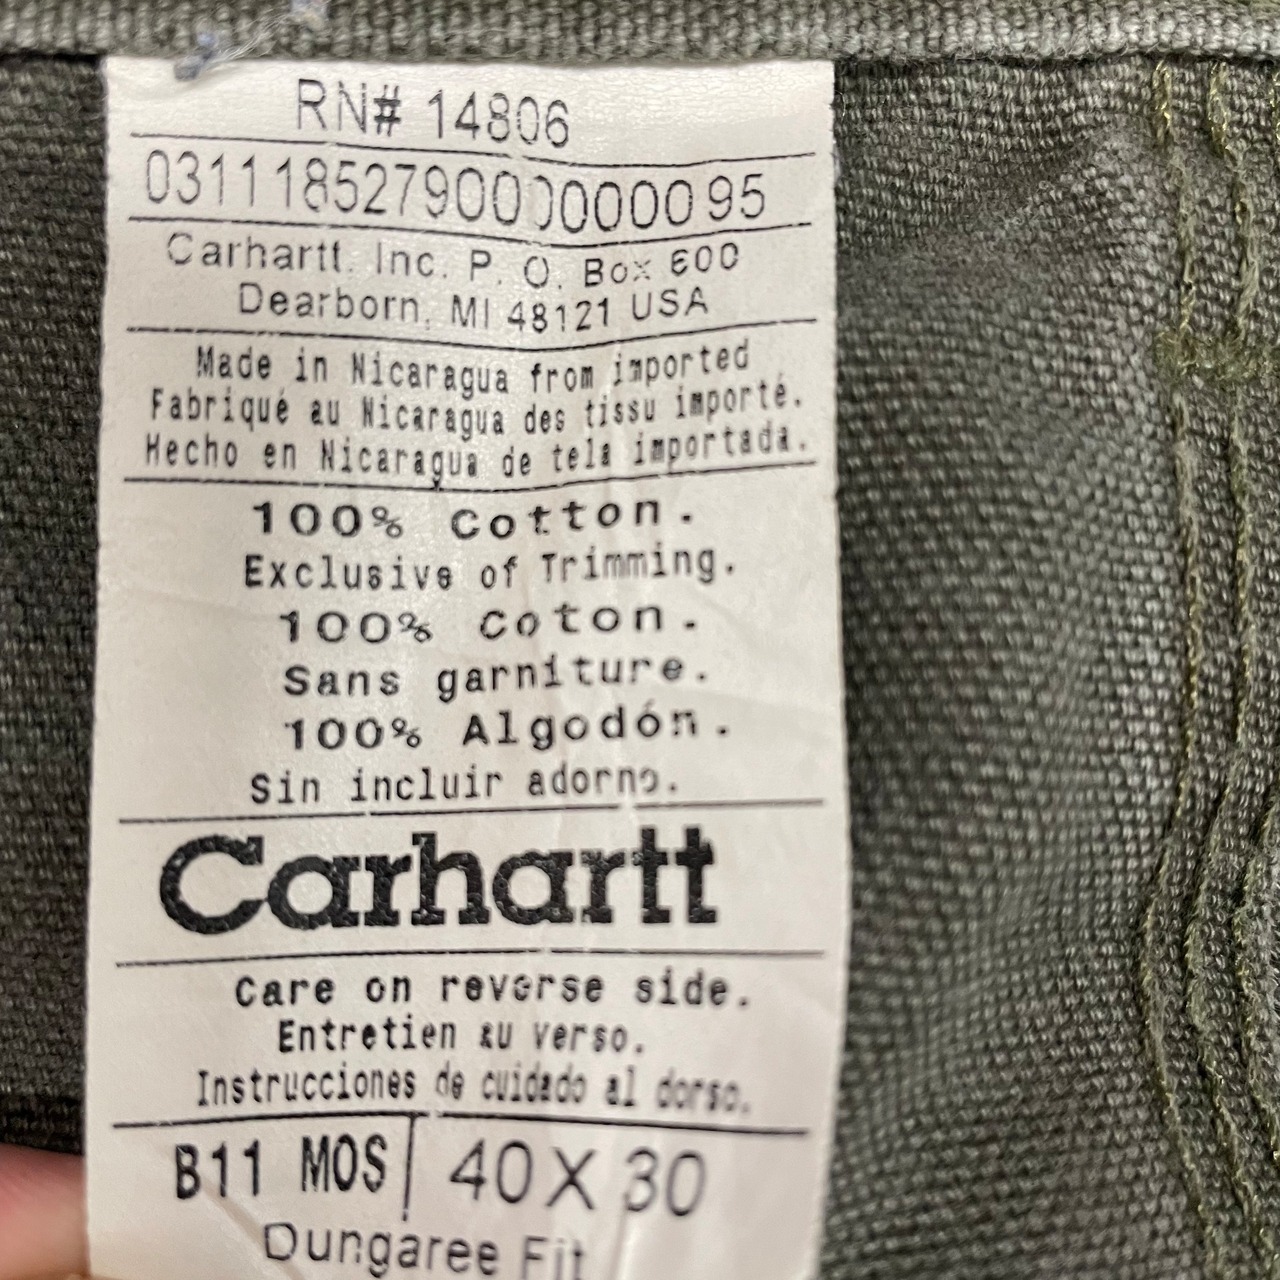 RN# 14806
031118527900000000 95
Carhartt. Inc. P. O. Box 600
Dearborn, MI 48121 USA
Made in Nicaragua from imported
Fabriqué au Nicaragua des tissu importé.
Hecho en Nicaragua de tela importada.
100% Cotton.
Exclusive of Trimming.
100% Coton.
Sans garniture.
100% Algodón.
Sin incluir adorno.
Carhartt
Care on reverse side.
Entretien au verso.
Instrucciones de cuidado al dorso.
B11 MOS | 40 X 30
Dungaree Fit